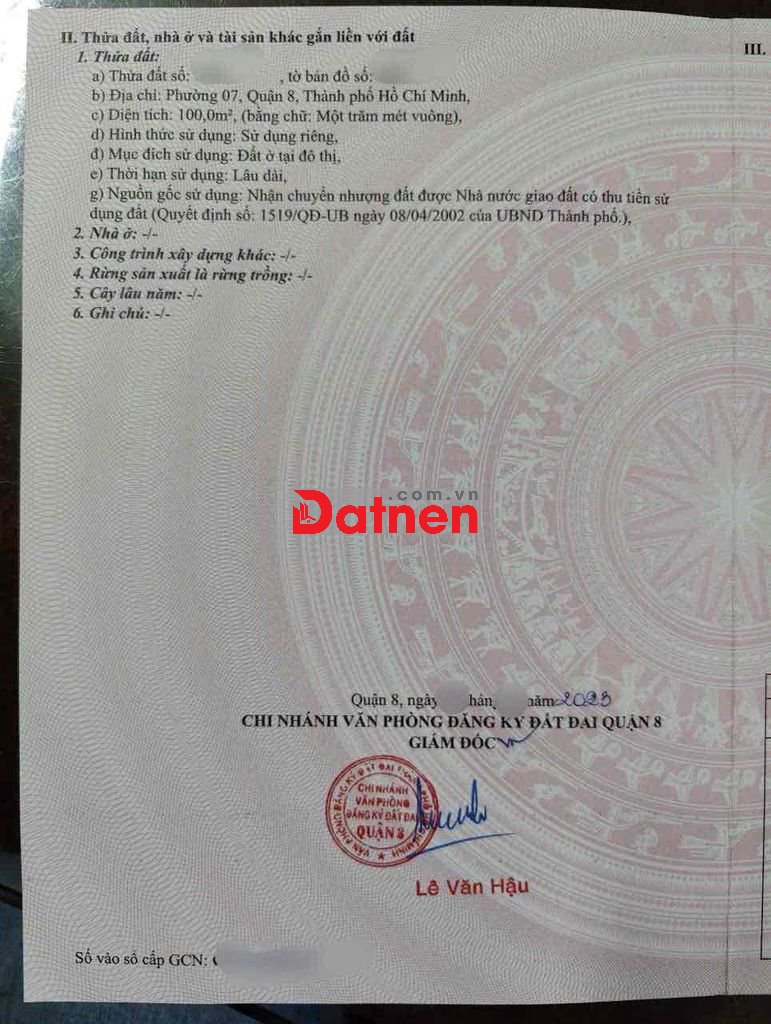 II. Thửa đất, nhà ở và tài sản khác gắn liền với đất
III.
1. Thửa đất:
a) Thửa đất số: , tờ bản đồ số:
b) Địa chỉ: Phường 07, Quận 8, Thành phố Hồ Chí Minh,
c) Diện tích: 100,0m², (bằng chữ: Một trăm mét vuông),
d) Hình thức sử dụng: Sử dụng riêng,
đ) Mục đích sử dụng: Đất ở tại đô thị,
e) Thời hạn sử dụng: Lâu dài,
g) Nguồn gốc sử dụng: Nhận chuyển nhượng đất được Nhà nước giao đất có thu tiền sử
dụng đất (Quyết định số: 1519/QĐ-UB ngày 08/04/2002 của UBND Thành phố.),
2. Nhà ở: -/-
3. Công trình xây dựng khác: -/-
4. Rừng sản xuất là rừng trồng: -/-
5. Cây lâu năm: -/-
6. Ghi chú: -/-
.com.vn
Datnen
Quận 8, ngày hán năm 2023
CHI NHÁNH VĂN PHÒNG ĐĂNG KÝ ĐẤT ĐAI QUẬN 8
GIÁM ĐỐC
CHI NHÁNH
VĂN PHÒNG
ĐĂNG KÝ ĐẤT ĐAI
QUẬN 8
Lê Văn Hậu
Số vào sổ cấp GCN: